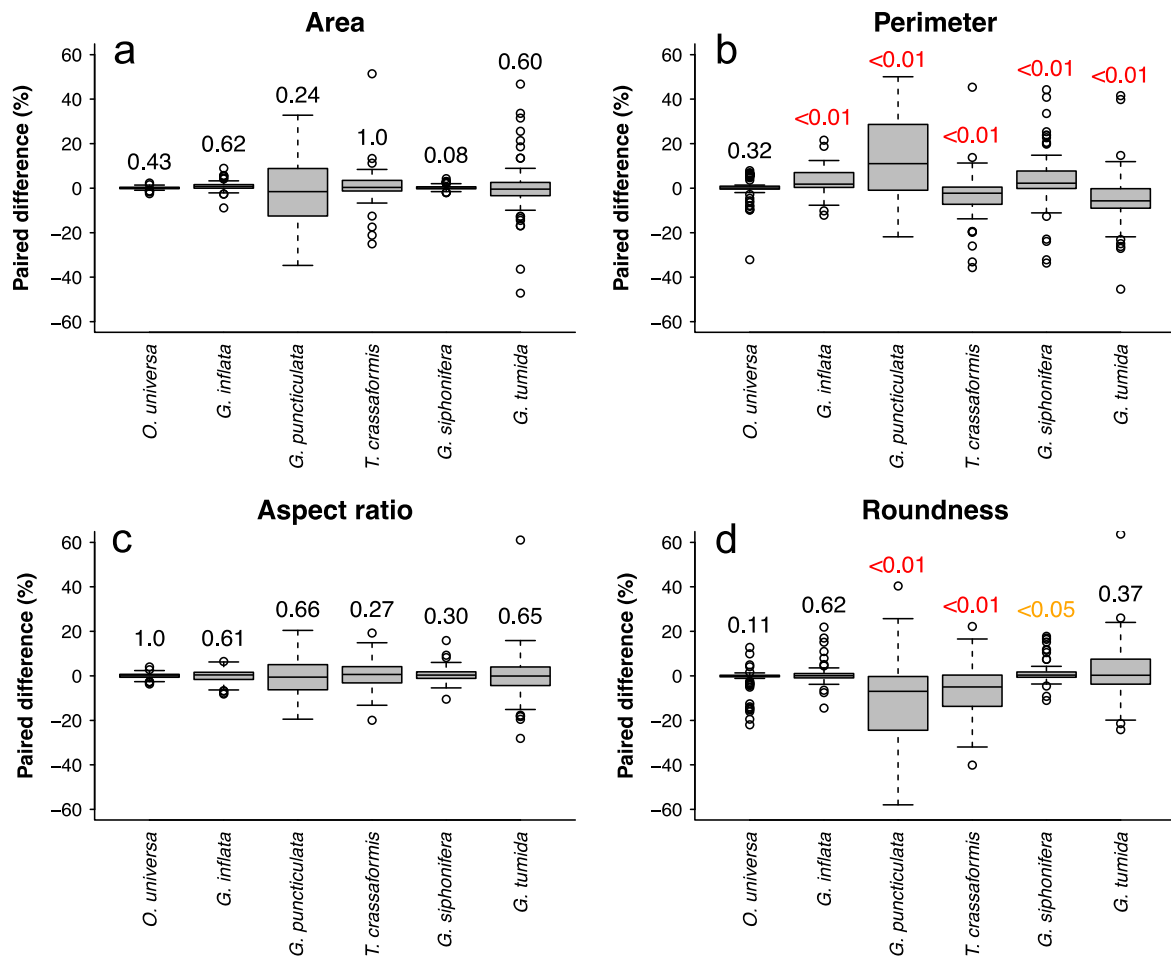 a
Area
Paired difference (%)
60
40
20
0
−20
−40
−60
0.43
0.62
0.24
1.0
0.08
0.60
O. universa
G. inflata
G. puncticulata
T. crassaformis
G. siphonifera
G. tumida
b
Perimeter
Paired difference (%)
60
40
20
0
−20
−40
−60
0.32
<0.01
<0.01
<0.01
<0.01
<0.01
O. universa
G. inflata
G. puncticulata
T. crassaformis
G. siphonifera
G. tumida
c
Aspect ratio
Paired difference (%)
60
40
20
0
−20
−40
−60
1.0
0.61
0.66
0.27
0.30
0.65
O. universa
G. inflata
G. puncticulata
T. crassaformis
G. siphonifera
G. tumida
d
Roundness
Paired difference (%)
60
40
20
0
−20
−40
−60
0.11
0.62
<0.01
<0.01
<0.05
0.37
O. universa
G. inflata
G. puncticulata
T. crassaformis
G. siphonifera
G. tumida